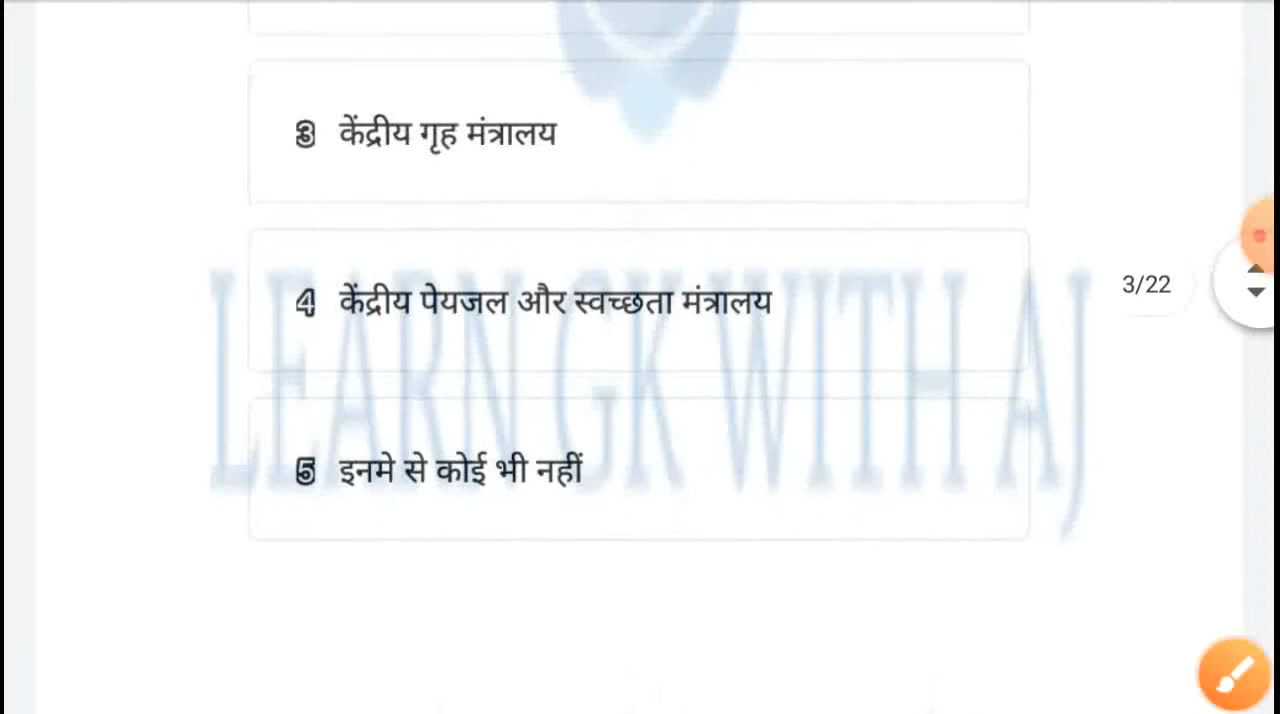 3 केंद्रीय गृह मंत्रालय
4 केंद्रीय पेयजल और स्वच्छता मंत्रालय
3/22
LEARN GK WITH AJ
5 इनमे से कोई भी नहीं